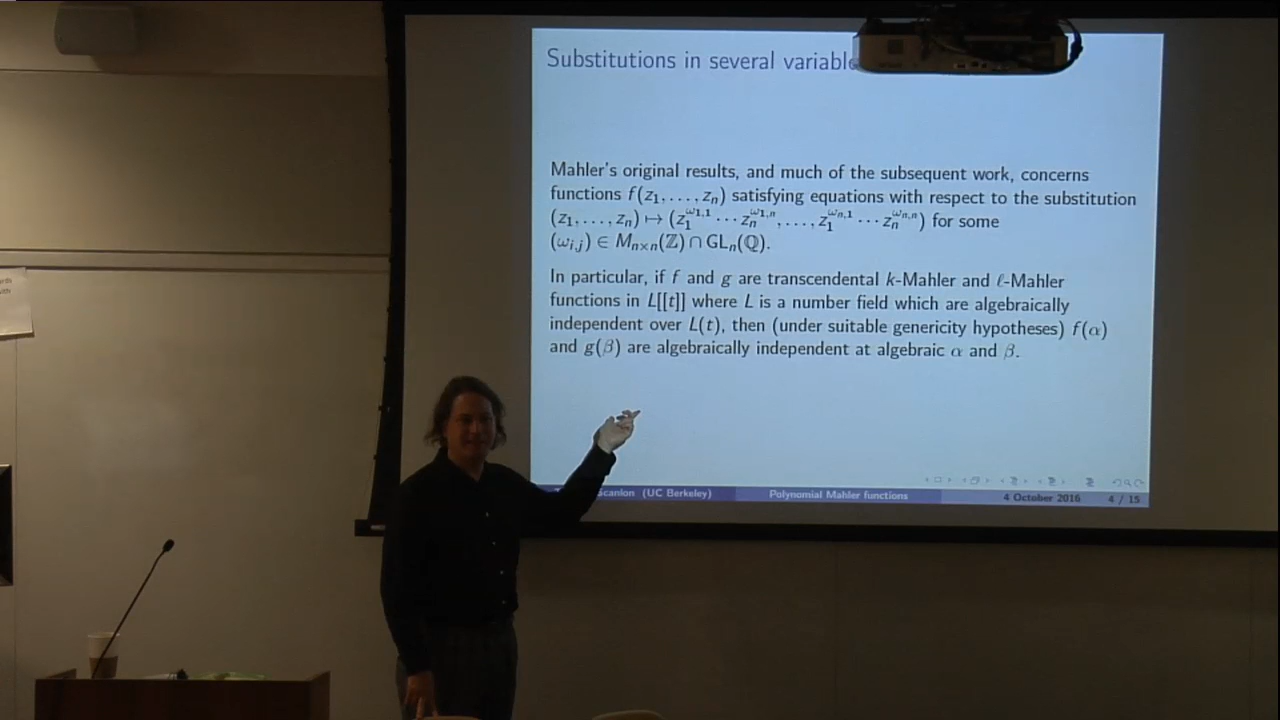 Substitutions in several
Mahler's original results, and much of the subsequent work, concerns
functions f(z₁, . . . , zₙ) satisfying equations with respect to the substitution
(z₁, . . . , zₙ) ↦ (z₁^{ω₁,₁} ⋯ zₙ^{ω₁,ₙ}, . . . , z₁^{ωₙ,₁} ⋯ zₙ^{ωₙ,ₙ}) for some
(ωᵢ,ⱼ) ∈ Mₙ×ₙ(ℤ) ∩ GLₙ(ℚ).
In particular, if f and g are transcendental k-Mahler and ℓ-Mahler
functions in L[[t]] where L is a number field which are algebraically
independent over L(t), then (under suitable genericity hypotheses) f(α)
and g(β) are algebraically independent at algebraic α and β.
Scanlon (UC Berkeley) Polynomial Mahler functions 4 October 2016 4 / 15